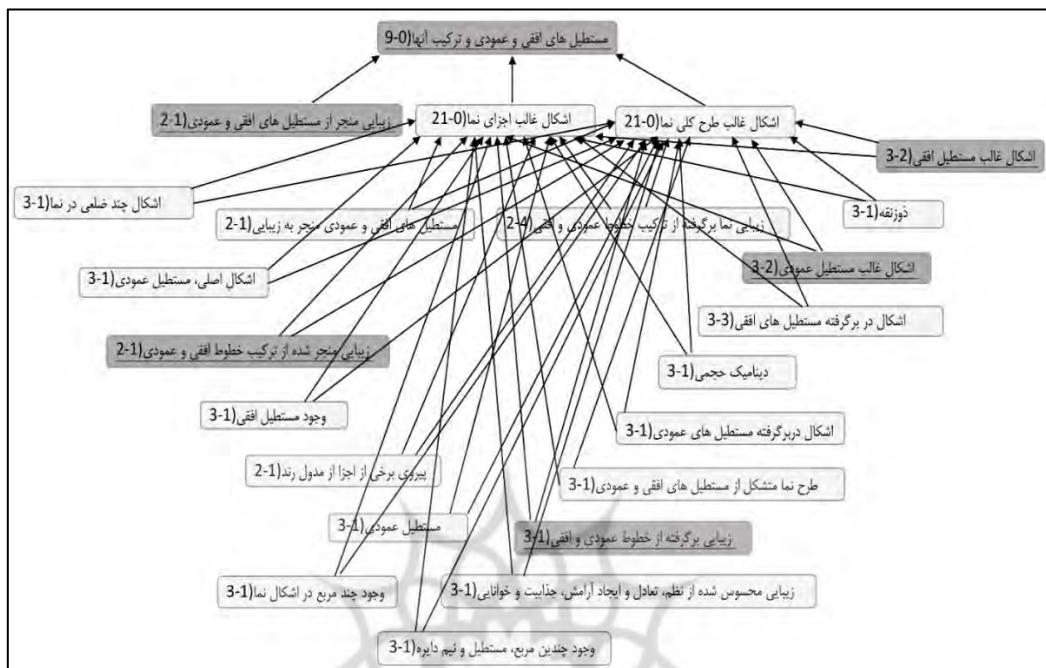 مستطیل های افقی و عمودی و ترکیب آنها(0-9
زیبایی منجر از مستطیل های افقی و عمودی(1-2
اشکال غالب اجزای نما(0-21
اشکال غالب طرح کلی نما(0-21
اشکال غالب مستطیل افقی(2-3
اشکال چند ضلعی در نما(1-3
مستطیل های افقی و عمودی منجر به زیبایی(1-2
زیبایی نما برگرفته از ترکیب خطوط عمودی و افقی(4-2
ذوزنقه(1-3
اشکال غالب مستطیل عمودی(2-3
اشکال اصلی، مستطیل عمودی(1-3
اشکال در برگرفته مستطیل های افقی(3-3
زیبایی منجر شده از ترکیب خطوط افقی و عمودی(1-2
دینامیک حجمی(1-3
وجود مستطیل افقی(1-3
اشکال دربرگرفته مستطیل های عمودی(1-3
پیروی برخی از اجزا از مدول رند(1-2
طرح نما متشکل از مستطیل های افقی و عمودی(1-3
مستطیل عمودی(1-3
زیبایی برگرفته از خطوط عمودی و افقی(1-3
وجود چند مربع در اشکال نما(1-3
زیبایی محسوس شده از نظم، تعادل و ایجاد آرامش، جذابیت و خوانایی(1-3
وجود چندین مربع، مستطیل و نیم دایره(1-3